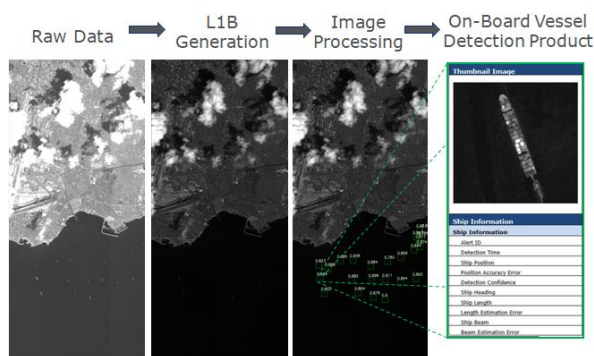 Raw Data
L1B
Generation
Image
Processing
On-Board Vessel
Detection Product
Thumbnail Image
Ship Information
Ship Information
Alert ID
Detection Time
Ship Position
Position Accuracy Error
Detection Confidence
Ship Heading
Ship Length
Length Estimation Error
Ship Beam
Beam Estimation Error